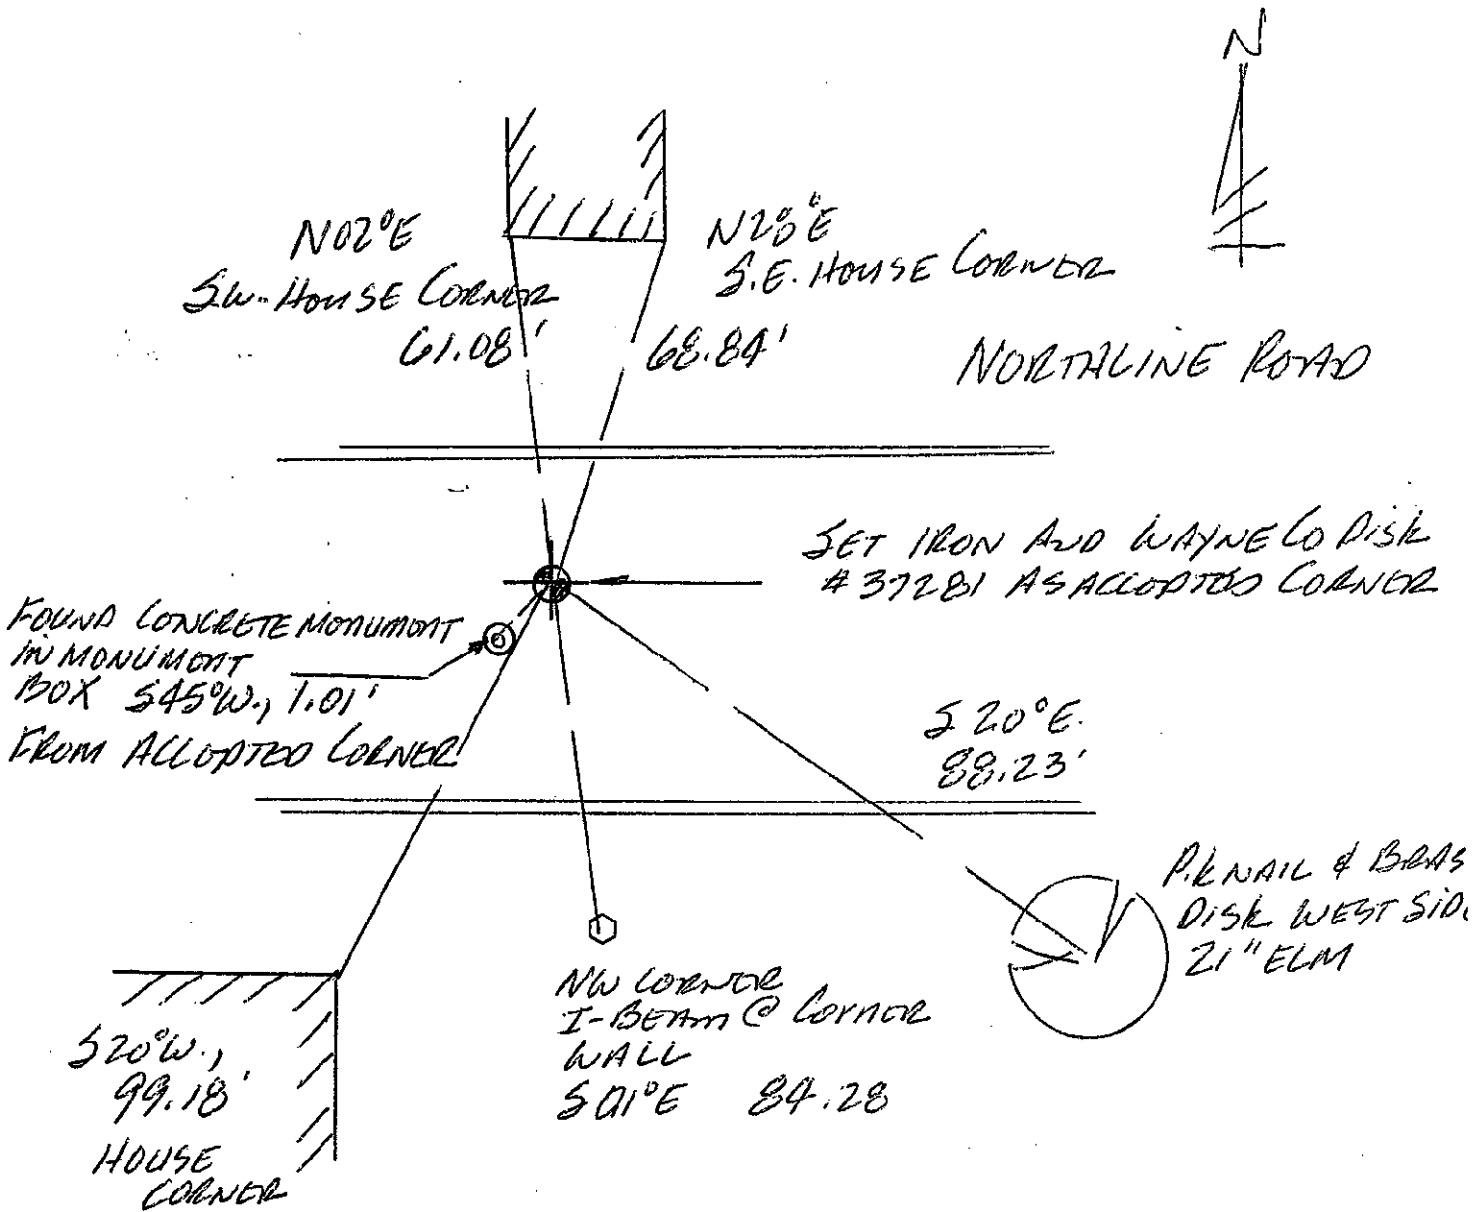 N
N02°E
S.W. HOUSE CORNER
61.08'
N28°E
S.E. HOUSE CORNER
68.84'
NORTHLINE ROAD
SET IRON AND WAYNE CO DISK
#37281 AS ACCEPTED CORNER
FOUND CONCRETE MONUMENT
IN MONUMENT
BOX S45°W., 1.01'
FROM ACCEPTED CORNER
S 20°E.
88.23'
P.K NAIL & BRAS
DISK WEST SIDE
21" ELM
NW CORNER
I-BEAM @ CORNER
WALL
S01°E 84.28
S20°W.,
99.18'
HOUSE
CORNER